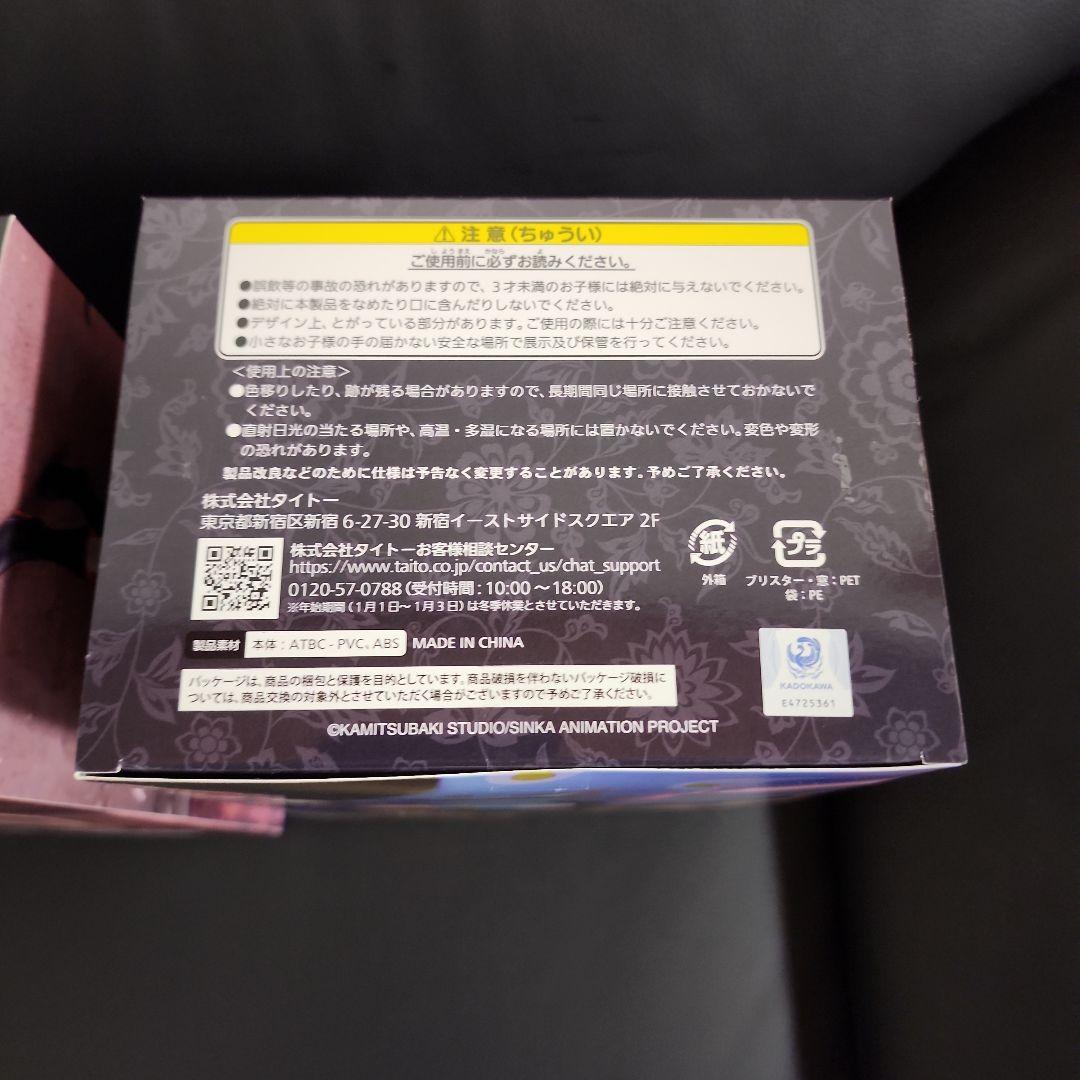 ⚠ 注意(ちゅうい)
ご使用前に必ずお読みください。
●誤飲等の事故の恐れがありますので、3才未満のお子様には絶対に与えないでください。
●絶対に本製品をなめたり口に含んだりしないでください。
●デザイン上、とがっている部分があります。ご使用の際には十分ご注意ください。
●小さなお子様の手の届かない安全な場所で展示及び保管を行ってください。
<使用上の注意>
●色移りしたり、跡が残る場合がありますので、長期間同じ場所に接触させておかないで
ください。
●直射日光の当たる場所や、高温・多湿になる場所には置かないでください。変色や変形
の恐れがあります。
製品改良などのために仕様は予告なく変更することがあります。予めご了承ください。
株式会社タイトー
東京都新宿区新宿 6-27-30 新宿イーストサイドスクエア 2F
株式会社タイトーお客様相談センター
https://www.taito.co.jp/contact_us/chat_support
0120-57-0788(受付時間:10:00~18:00)
※年始期間(1月1日~1月3日)は冬季休業とさせていただきます。
紙
外箱
プラ
ブリスター・窓:PET
袋:PE
製品素材 本体:ATBC-PVC、ABS MADE IN CHINA
パッケージは、商品の梱包と保護を目的としています。商品破損を伴わないパッケージ破損に
ついては、商品交換の対象外とさせていただく場合がございますので予めご了承ください。
KADOKAWA
E4725361
©KAMITSUBAKI STUDIO/SINKA ANIMATION PROJECT